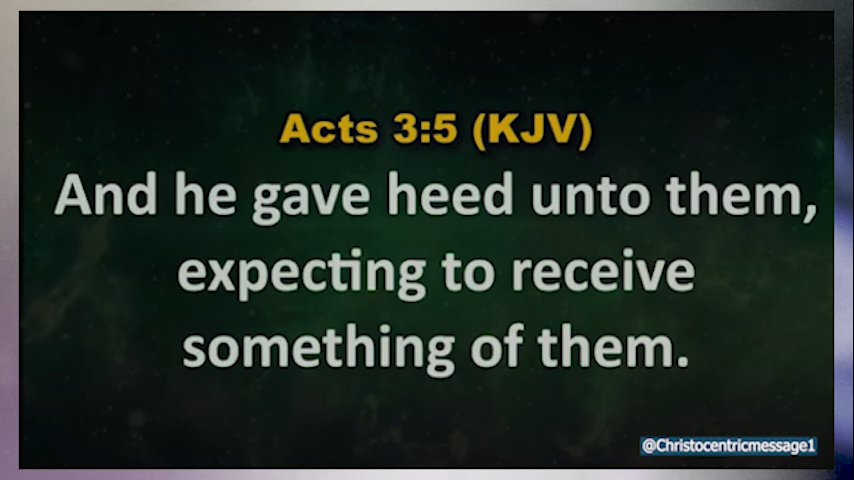 Acts 3:5 (KJV)
And he gave heed unto them,
expecting to receive
something of them.
@Christocentricmessage1